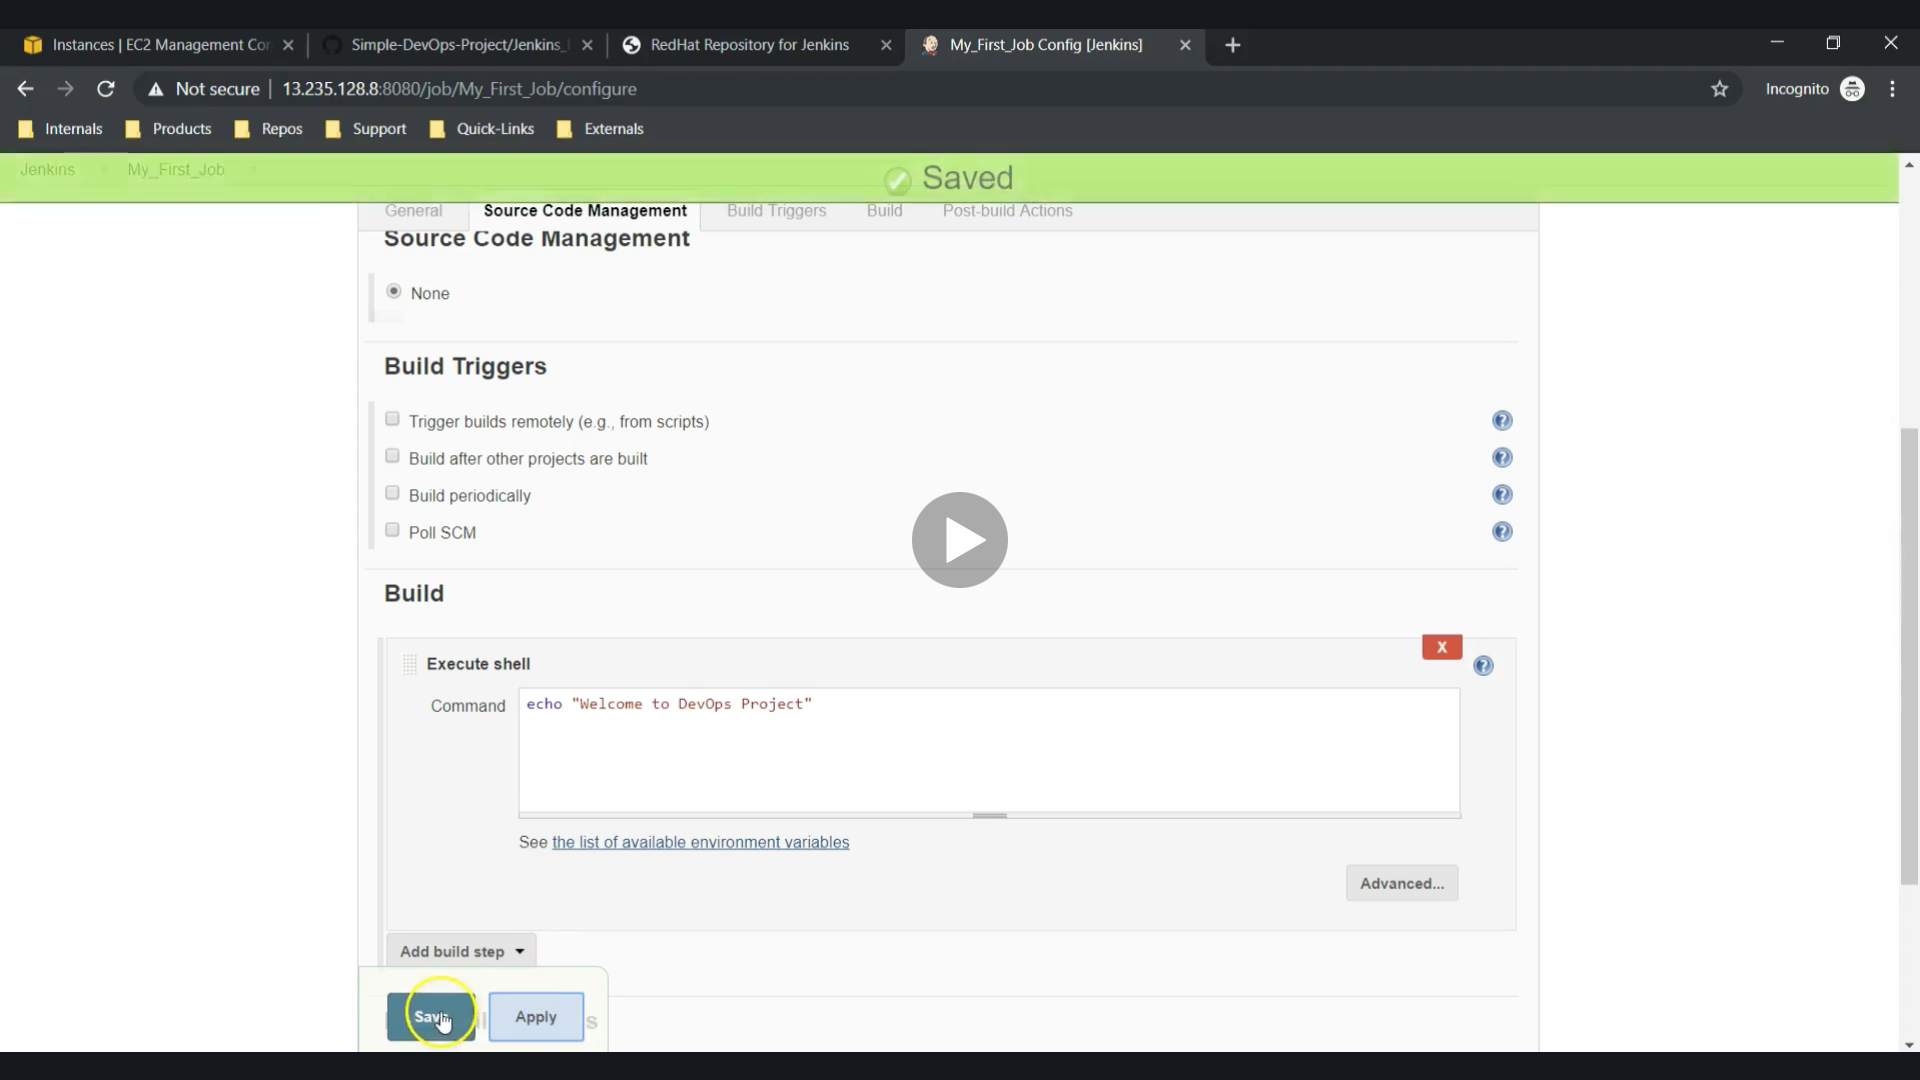 Instances | EC2 Management Con
Simple-DevOps-Project/Jenkins_
RedHat Repository for Jenkins
My_First_Job Config [Jenkins]
Not secure | 13.235.128.8:8080/job/My_First_Job/configure
Incognito
Internals
Products
Repos
Support
Quick-Links
Externals
Jenkins
My_First_Job
Saved
General
Source Code Management
Build Triggers
Build
Post-build Actions
Source Code Management
None
Build Triggers
Trigger builds remotely (e.g., from scripts)
Build after other projects are built
Build periodically
Poll SCM
Build
X
Execute shell
Command
echo "Welcome to DevOps Project"
See the list of available environment variables
Advanced...
Add build step
Save
Apply